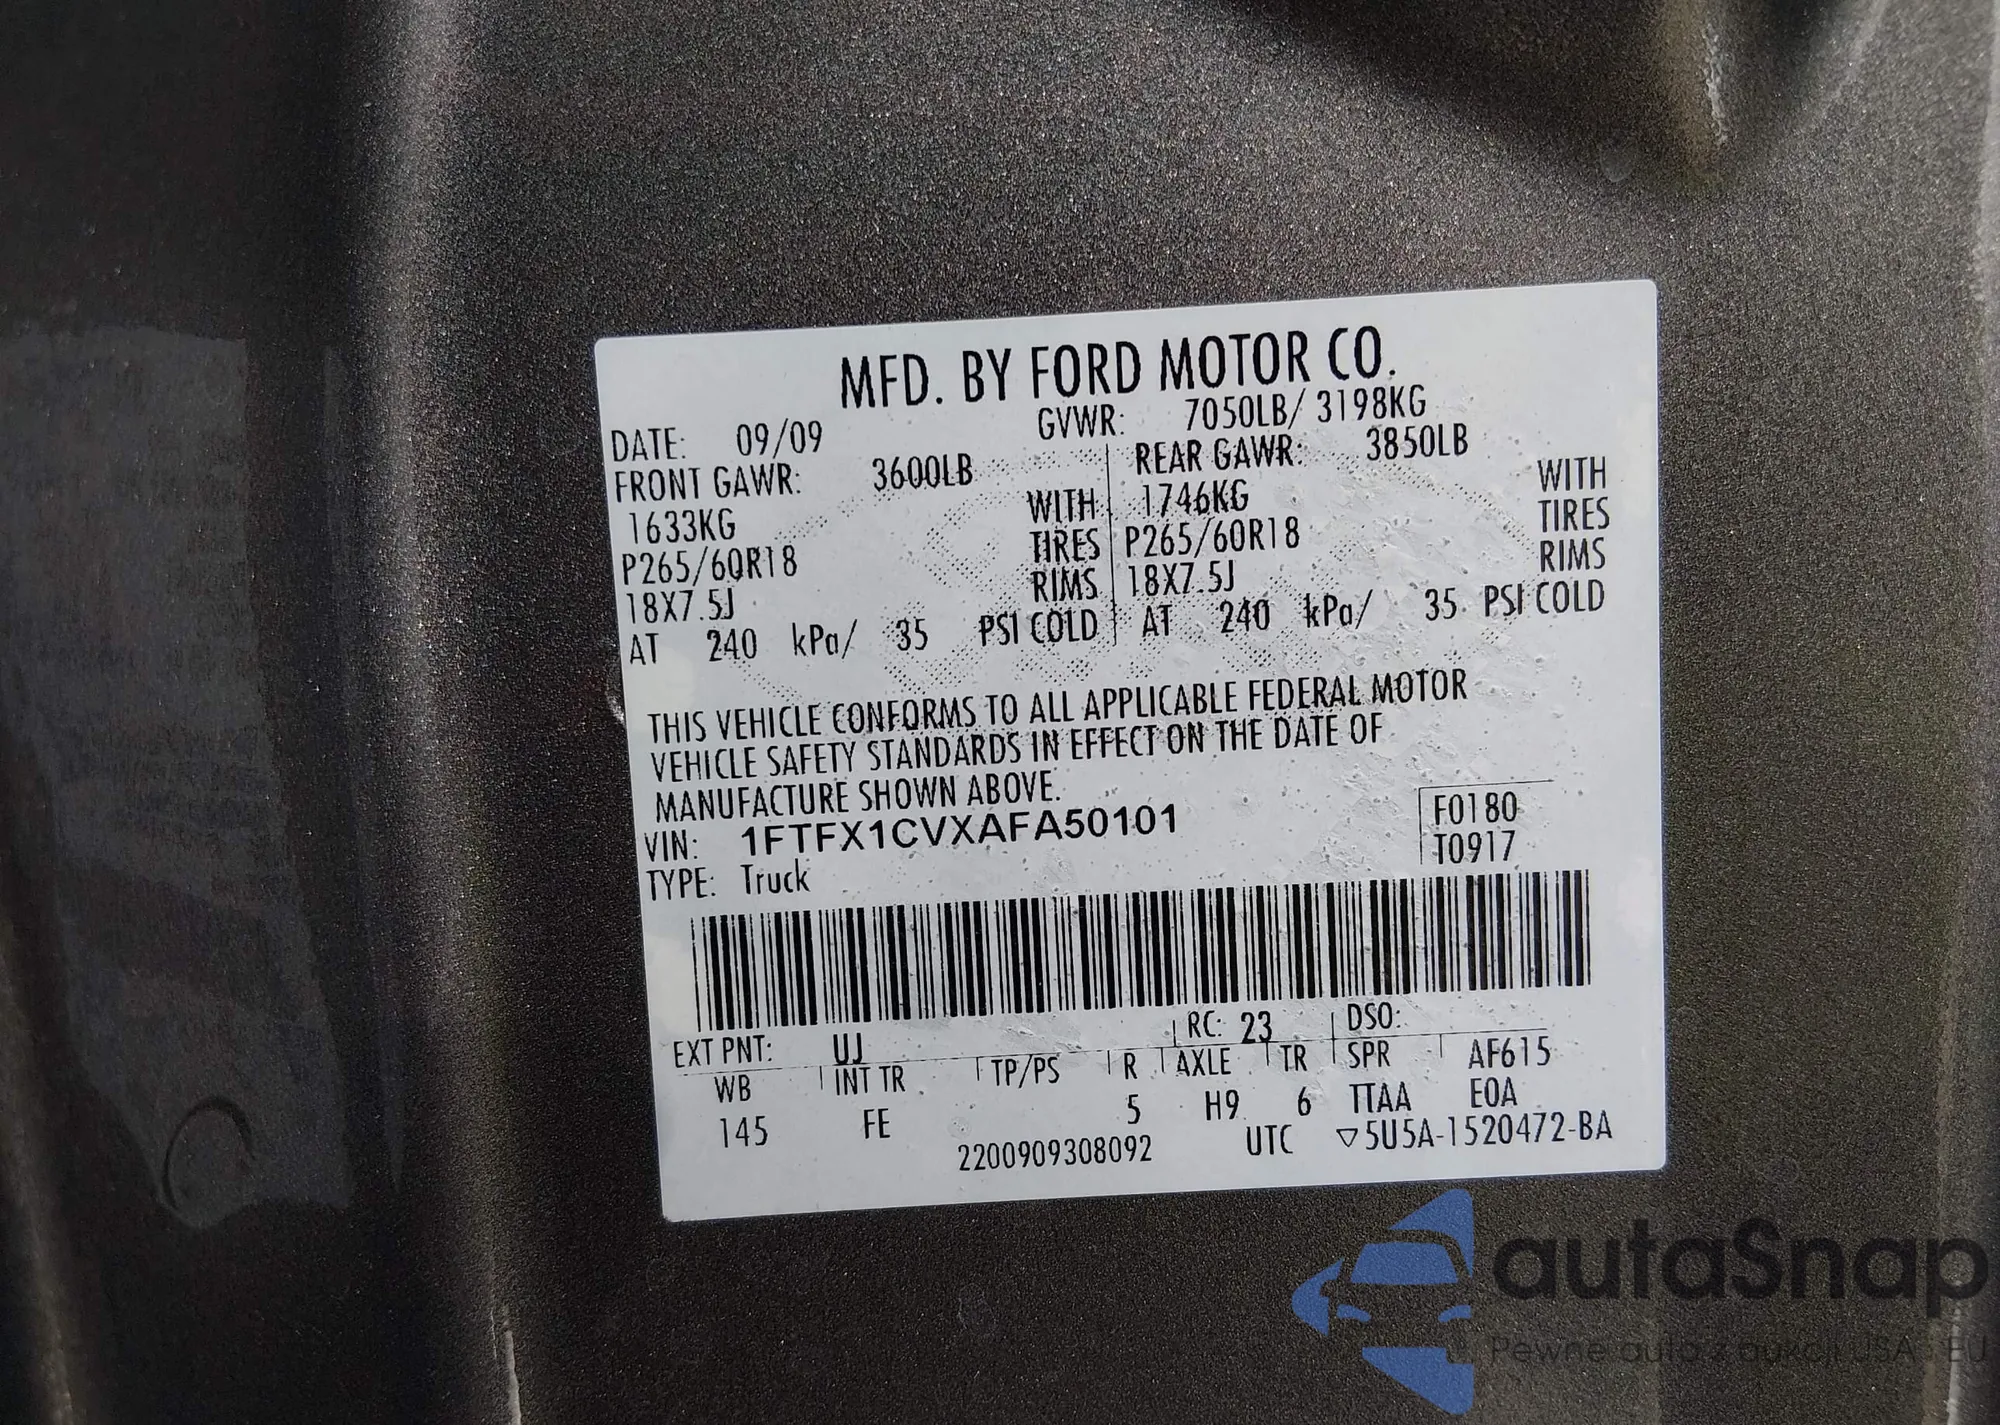 MFD. BY FORD MOTOR CO.
DATE: 09/09 GVWR: 7050LB/ 3198KG
FRONT GAWR: 3600LB REAR GAWR: 3850LB
1633KG WITH 1746KG WITH
P265/60R18 TIRES P265/60R18 TIRES
18X7.5J RIMS 18X7.5J RIMS
AT 240 kPa/ 35 PSI COLD AT 240 kPa/ 35 PSI COLD
THIS VEHICLE CONFORMS TO ALL APPLICABLE FEDERAL MOTOR
VEHICLE SAFETY STANDARDS IN EFFECT ON THE DATE OF
MANUFACTURE SHOWN ABOVE.
VIN: 1FTFX1CVXAFA50101 F0180
TYPE: Truck T0917
EXT PNT: UJ RC: 23 DSO:
WB INT TR TP/PS R AXLE TR SPR AF615
145 FE 5 H9 6 TTAA E0A
2200909308092 UTC ▽5U5A-1520472-BA
autaSnap
Pewne auta z aukcji USA EU